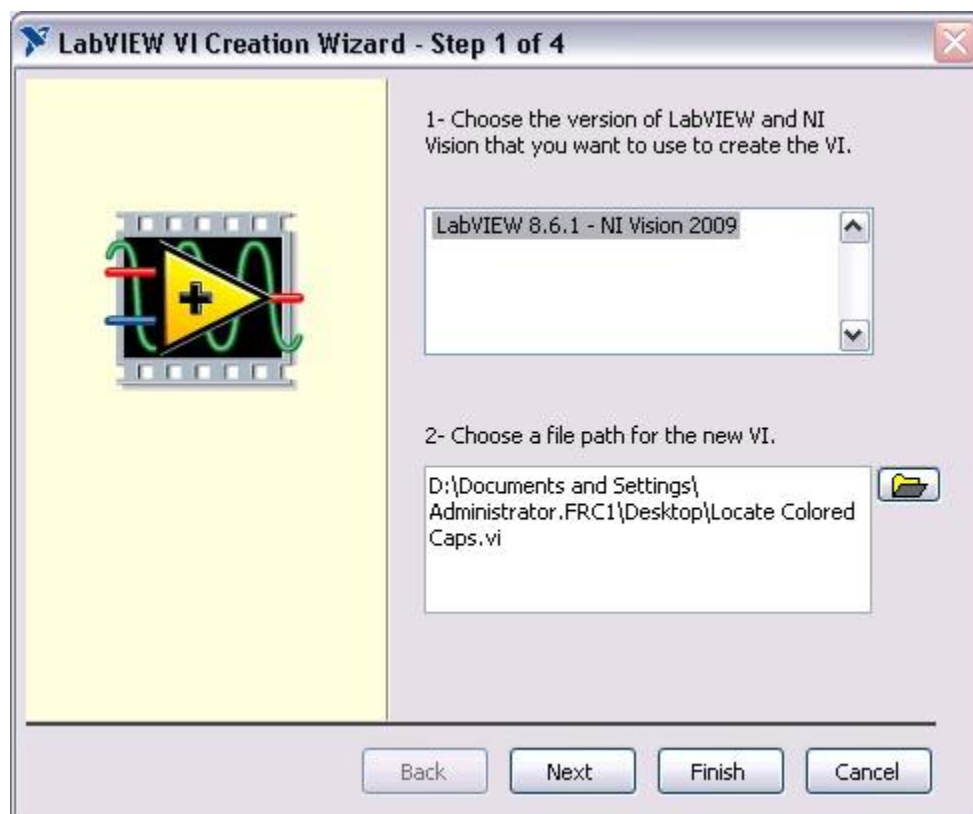 LabVIEW VI Creation Wizard - Step 1 of 4
1- Choose the version of LabVIEW and NI
Vision that you want to use to create the VI.
LabVIEW 8.6.1 - NI Vision 2009
2- Choose a file path for the new VI.
D:\Documents and Settings\
Administrator.FRC1\Desktop\Locate Colored
Caps.vi
Back Next Finish Cancel